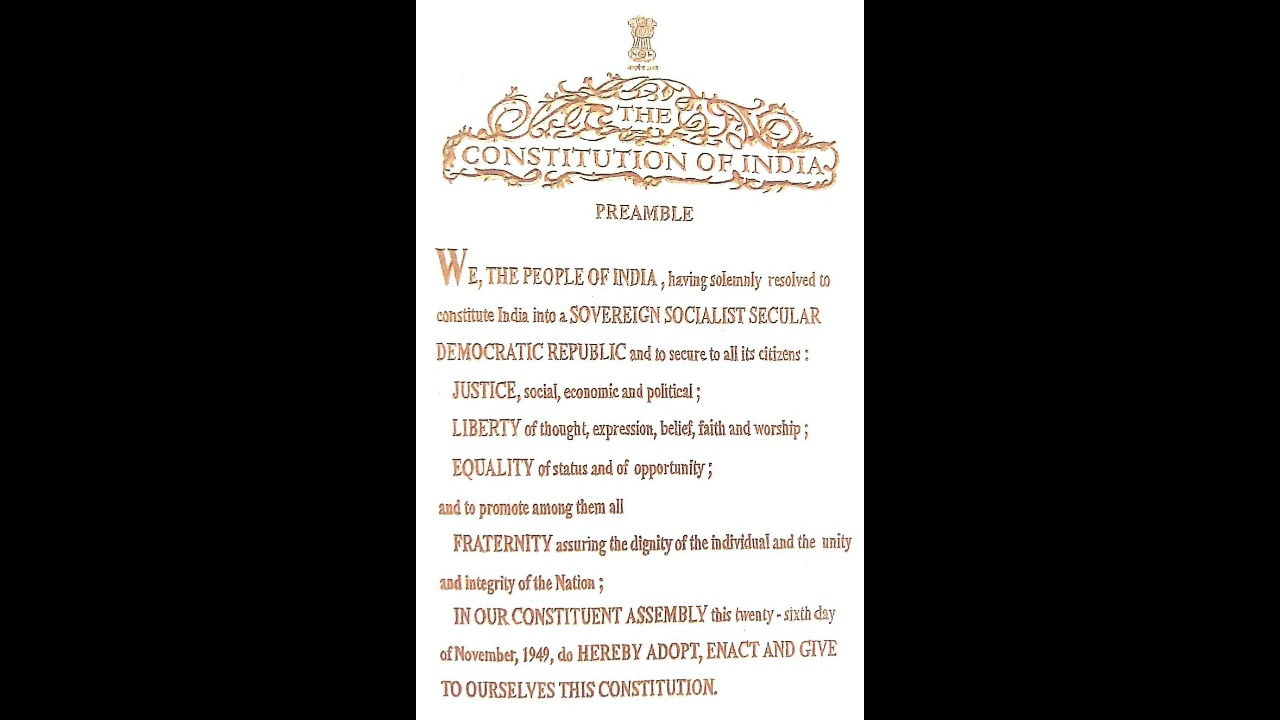 THE
CONSTITUTION OF INDIA
PREAMBLE
WE, THE PEOPLE OF INDIA , having solemnly resolved to
constitute India into a SOVEREIGN SOCIALIST SECULAR
DEMOCRATIC REPUBLIC and to secure to all its citizens :
JUSTICE, social, economic and political ;
LIBERTY of thought, expression, belief, faith and worship ;
EQUALITY of status and of opportunity ;
and to promote among them all
FRATERNITY assuring the dignity of the individual and the unity
and integrity of the Nation ;
IN OUR CONSTITUENT ASSEMBLY this twenty - sixth day
of November, 1949, do HEREBY ADOPT, ENACT AND GIVE
TO OURSELVES THIS CONSTITUTION.